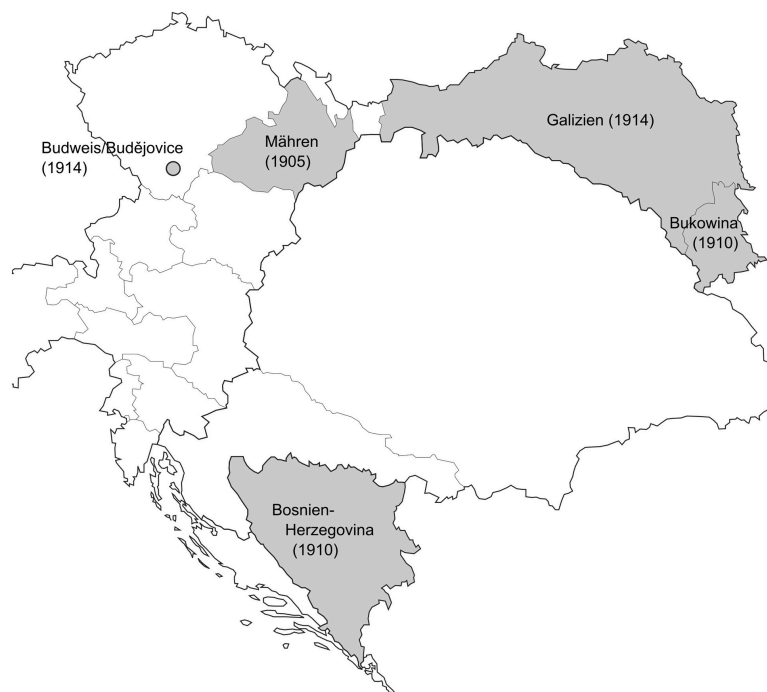 Galizien (1914)
Budweis/Budějovice
(1914)
Mähren
(1905)
Bukowina
(1910)
Bosnien-
Herzegovina
(1910)